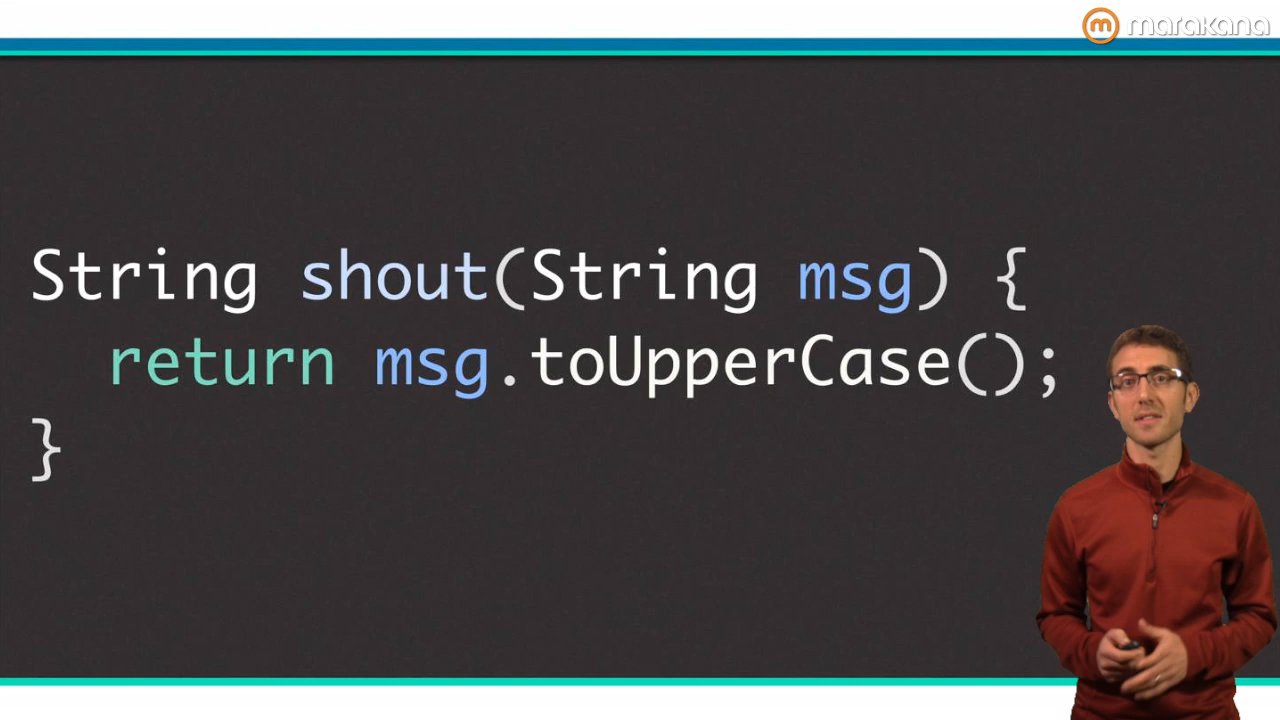 marakana
String shout(String msg) {
  return msg.toUpperCase();
}